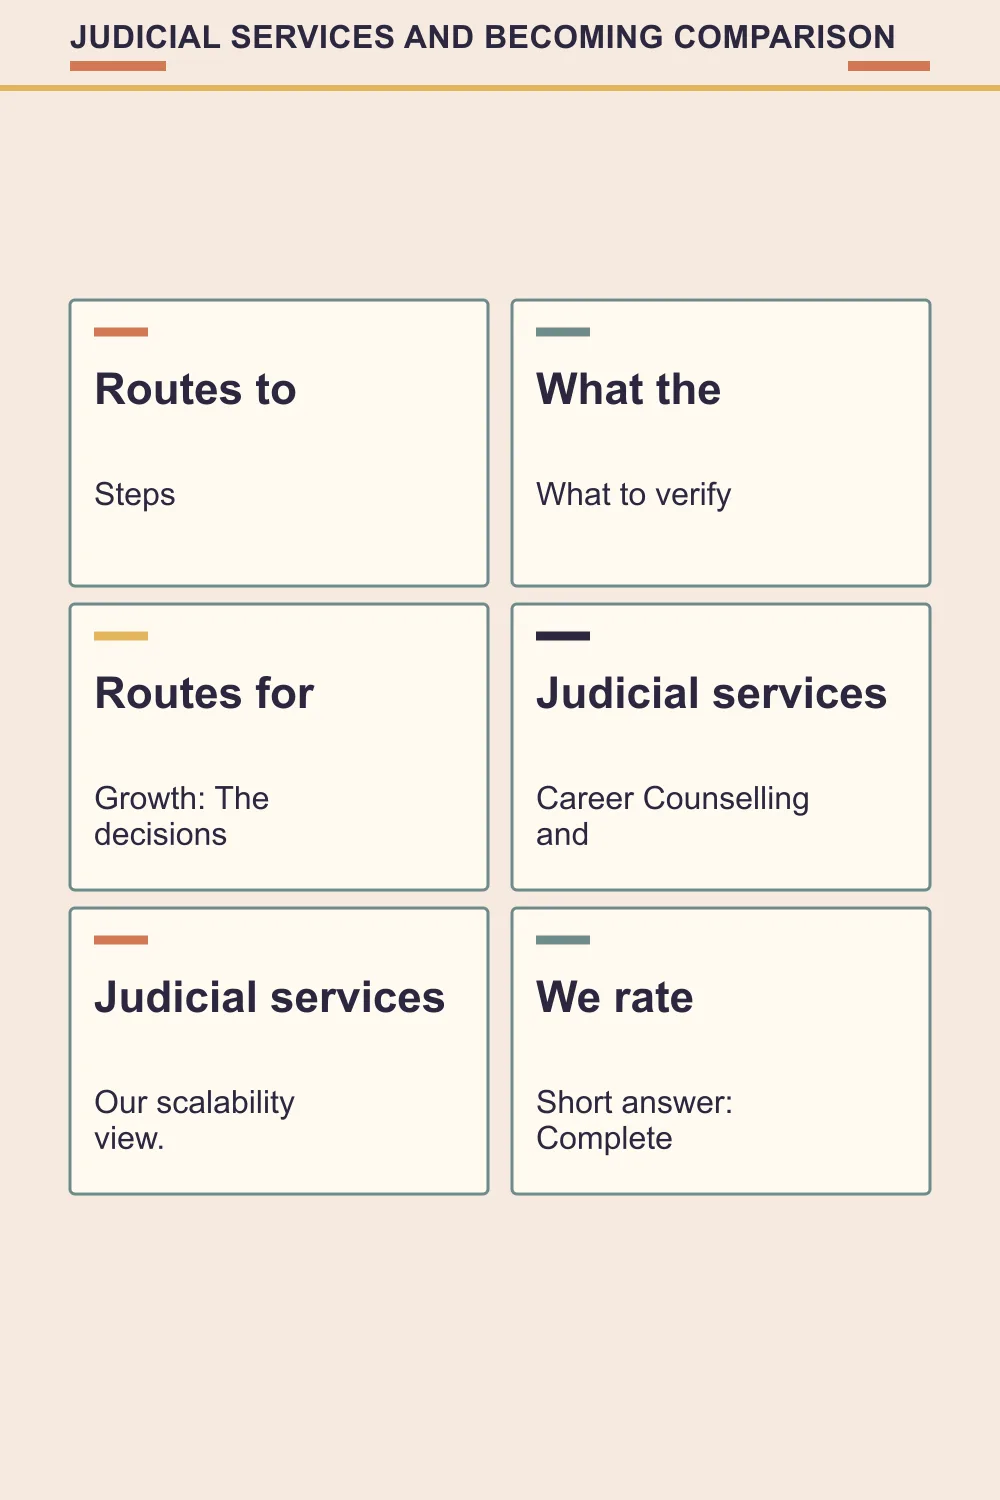 JUDICIAL SERVICES AND BECOMING COMPARISON
Routes to
Steps
What the
What to verify
Routes for
Growth: The
decisions
Judicial services
Career Counselling
and
Judicial services
Our scalability
view.
We rate
Short answer:
Complete